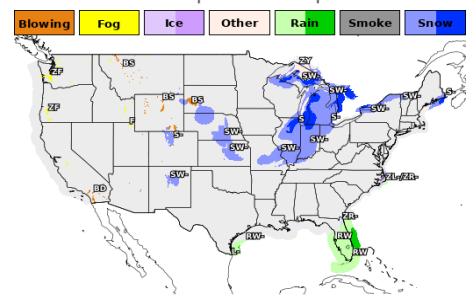 Blowing Fog Ice Other Rain Smoke Snow
ZY
ZF BS SW-
SW- S-
BS BS SW-
ZF F S S-
S- SW- SW-
SW- SW-
SW- ZL-/ZR-
BD
ZR-
RW- RW
L- RW